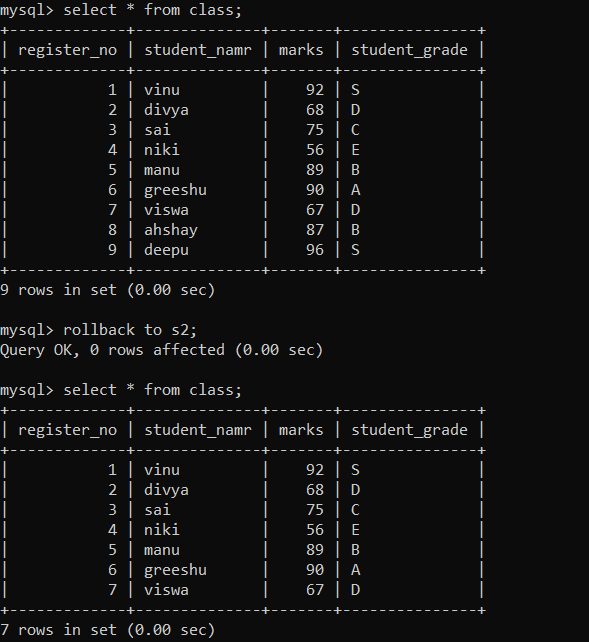 mysql> select * from class;
+-------------+--------------+-------+---------------+
| register_no | student_namr | marks | student_grade |
+-------------+--------------+-------+---------------+
|           1 | vinu         |    92 | S             |
|           2 | divya        |    68 | D             |
|           3 | sai          |    75 | C             |
|           4 | niki         |    56 | E             |
|           5 | manu         |    89 | B             |
|           6 | greeshu      |    90 | A             |
|           7 | viswa        |    67 | D             |
|           8 | ahshay       |    87 | B             |
|           9 | deepu        |    96 | S             |
+-------------+--------------+-------+---------------+
9 rows in set (0.00 sec)

mysql> rollback to s2;
Query OK, 0 rows affected (0.00 sec)

mysql> select * from class;
+-------------+--------------+-------+---------------+
| register_no | student_namr | marks | student_grade |
+-------------+--------------+-------+---------------+
|           1 | vinu         |    92 | S             |
|           2 | divya        |    68 | D             |
|           3 | sai          |    75 | C             |
|           4 | niki         |    56 | E             |
|           5 | manu         |    89 | B             |
|           6 | greeshu      |    90 | A             |
|           7 | viswa        |    67 | D             |
+-------------+--------------+-------+---------------+
7 rows in set (0.00 sec)